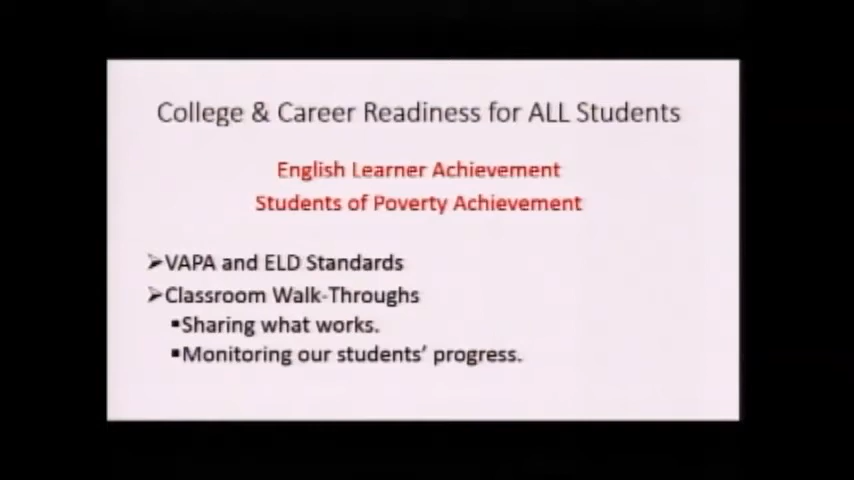 College & Career Readiness for ALL Students
English Learner Achievement
Students of Poverty Achievement
➢VAPA and ELD Standards
➢Classroom Walk-Throughs
▪Sharing what works.
▪Monitoring our students' progress.